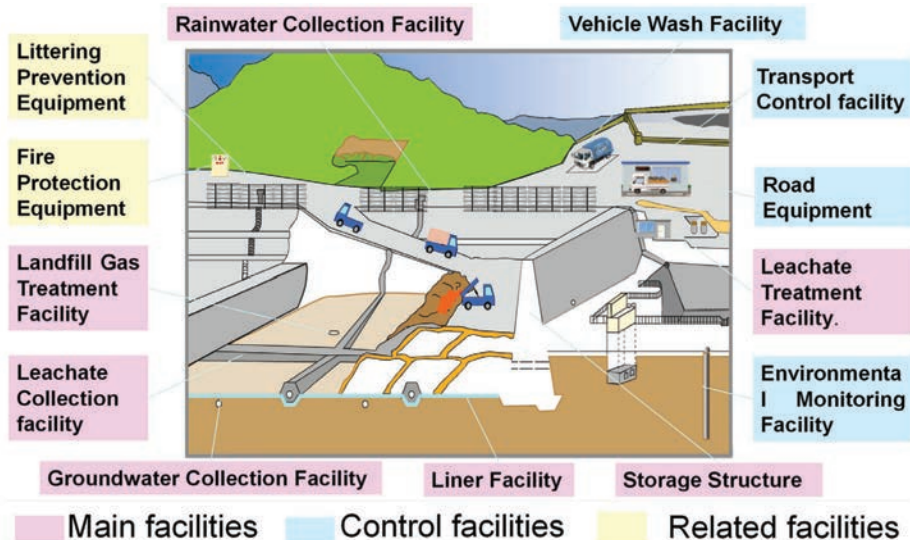 Rainwater Collection Facility
Vehicle Wash Facility
Littering
Prevention
Equipment
Transport
Control facility
Fire
Protection
Equipment
Road
Equipment
Landfill Gas
Treatment
Facility
Leachate
Treatment
Facility.
Leachate
Collection
facility
Environmenta
l Monitoring
Facility
Groundwater Collection Facility
Liner Facility
Storage Structure
Main facilities
Control facilities
Related facilities